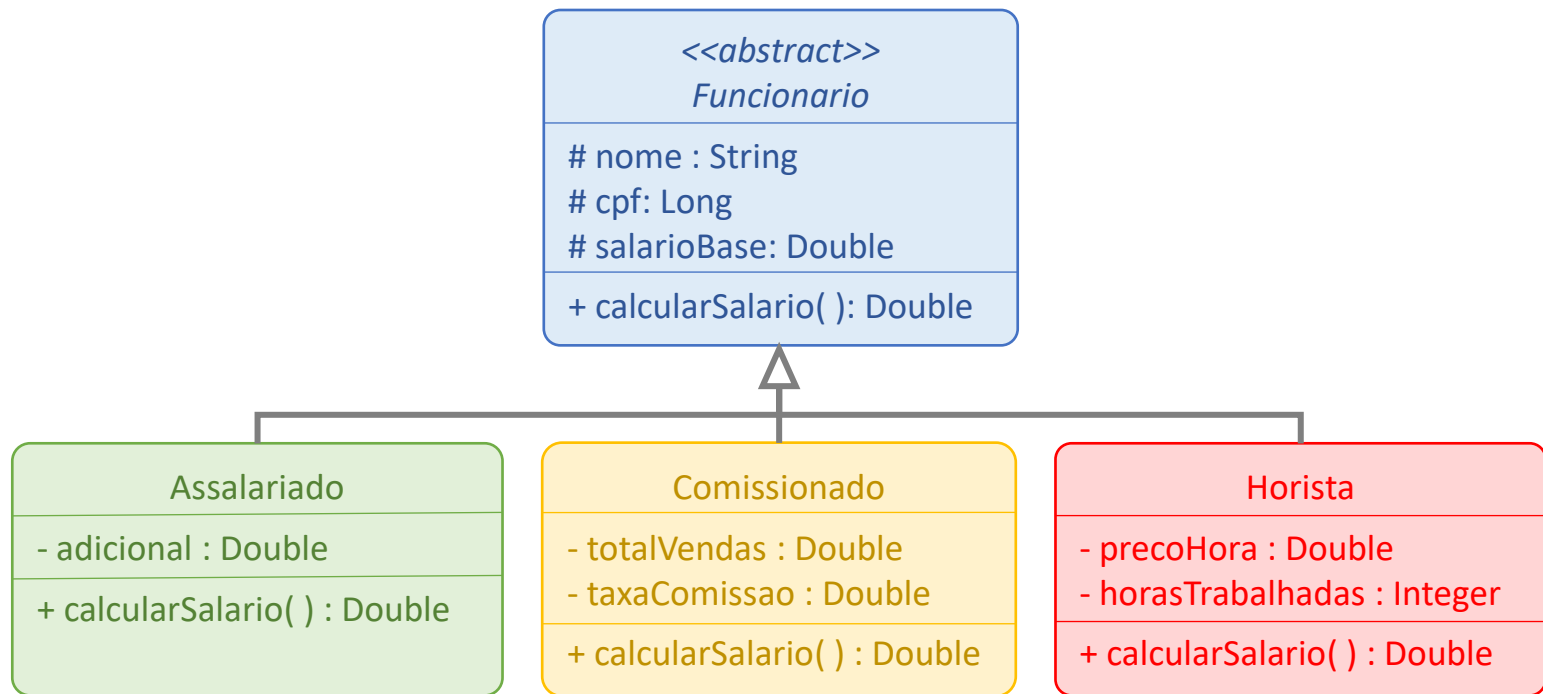 <<abstract>>
Funcionario
# nome : String
# cpf: Long
# salarioBase: Double
+ calcularSalario( ): Double
Assalariado
- adicional : Double
+ calcularSalario( ) : Double
Comissionado
- totalVendas : Double
- taxaComissao : Double
+ calcularSalario( ) : Double
Horista
- precoHora : Double
- horasTrabalhadas : Integer
+ calcularSalario( ) : Double